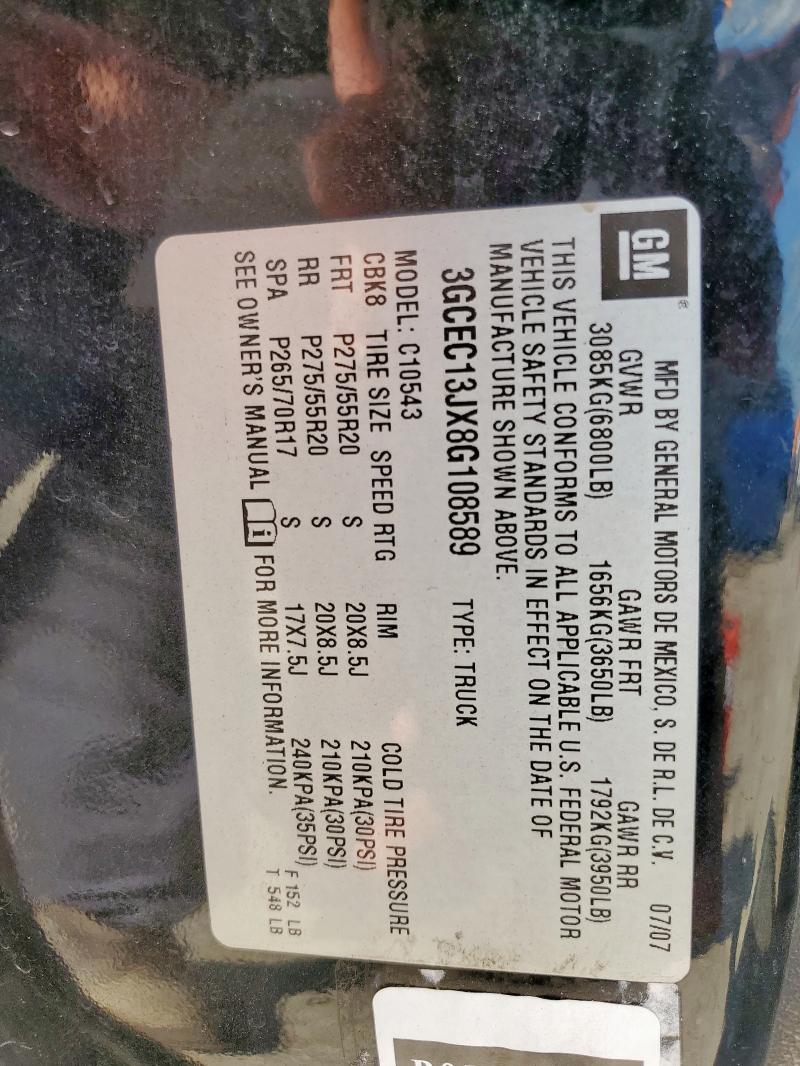 GM®
MFD BY GENERAL MOTORS DE MEXICO, S. DE R.L. DE C.V. 07/07
GVWR GAWR FRT GAWR RR
3085KG(6800LB) 1656KG(3650LB) 1792KG(3950LB)
THIS VEHICLE CONFORMS TO ALL APPLICABLE U.S. FEDERAL MOTOR
VEHICLE SAFETY STANDARDS IN EFFECT ON THE DATE OF
MANUFACTURE SHOWN ABOVE.
3GCEC13JX8G108589 TYPE: TRUCK
MODEL: C10543
CBK8 TIRE SIZE SPEED RTG RIM COLD TIRE PRESSURE
FRT P275/55R20 S 20X8.5J 210KPA(30PSI)
RR P275/55R20 S 20X8.5J 210KPA(30PSI)
SPA P265/70R17 S 17X7.5J 240KPA(35PSI) F 152 LB
SEE OWNER'S MANUAL i FOR MORE INFORMATION. T 548 LB